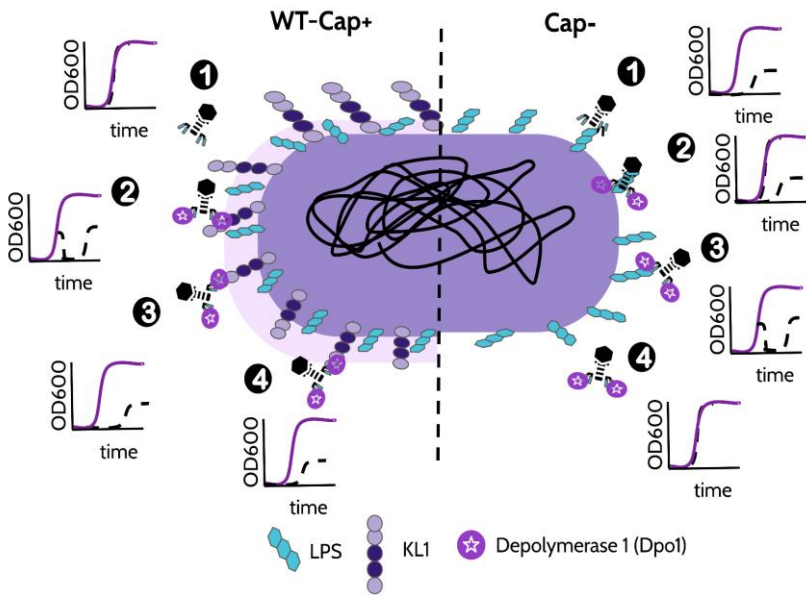 WT-Cap+
Cap-
OD600
time
1
OD600
time
2
3
OD600
time
4
OD600
time
1
OD600
time
2
OD600
time
3
OD600
time
4
OD600
time
LPS
KL1
Depolymerase 1 (Dpo1)